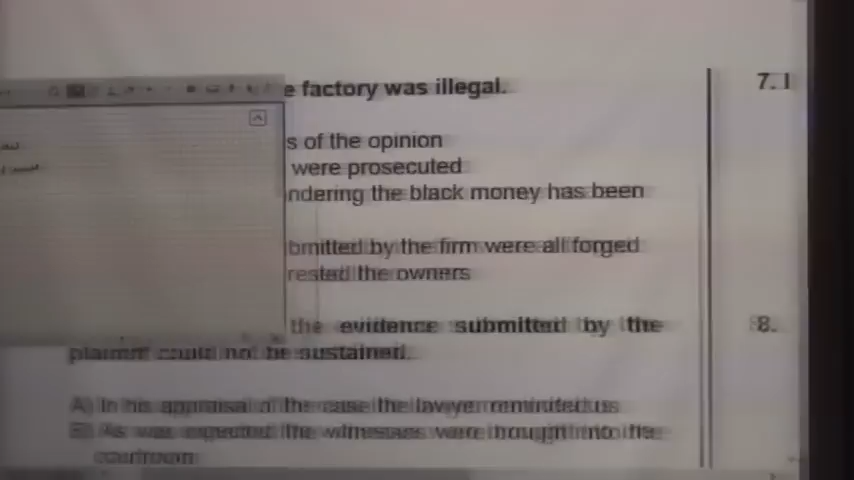 factory was illegal.
7.
s of the opinion
were prosecuted
ndering the black money has been
bmitted by the firm were all forged
rested the owners
the evidence submitted by the
8.
plaintiff could not be sustained.
A) In his appraisal of the case the lawyer reminded us
B) As was expected the witnesses were brought into the
courtroom